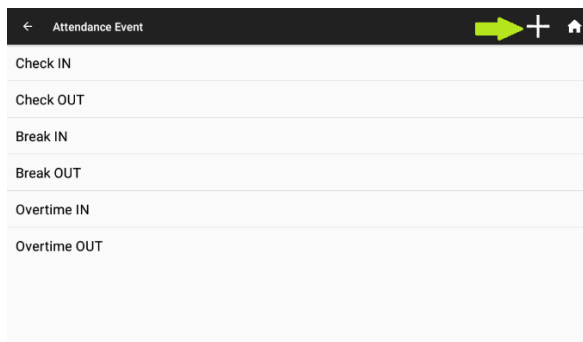 Attendance Event
Check IN
Check OUT
Break IN
Break OUT
Overtime IN
Overtime OUT